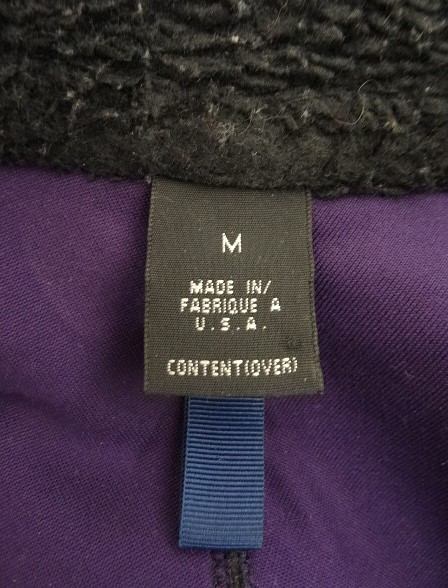 M
MADE IN/
FABRIQUE A
U.S.A.
CONTENT(OVER)